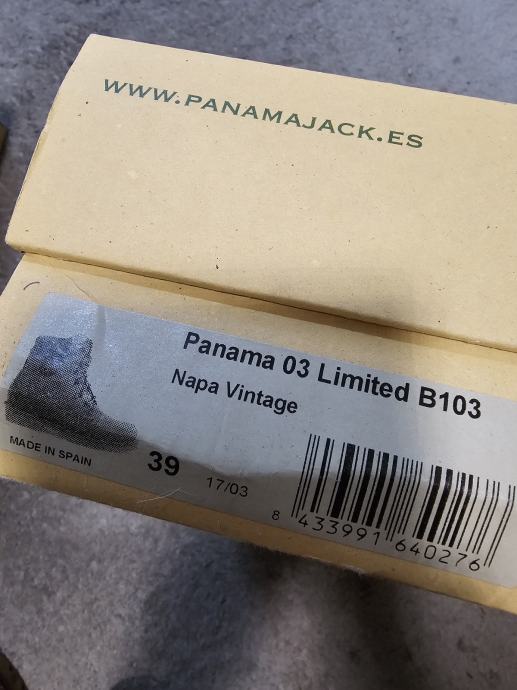 WWW.PANAMAJACK.ES
Panama 03 Limited B103
Napa Vintage
MADE IN SPAIN
39
17/03
8 433991 640276